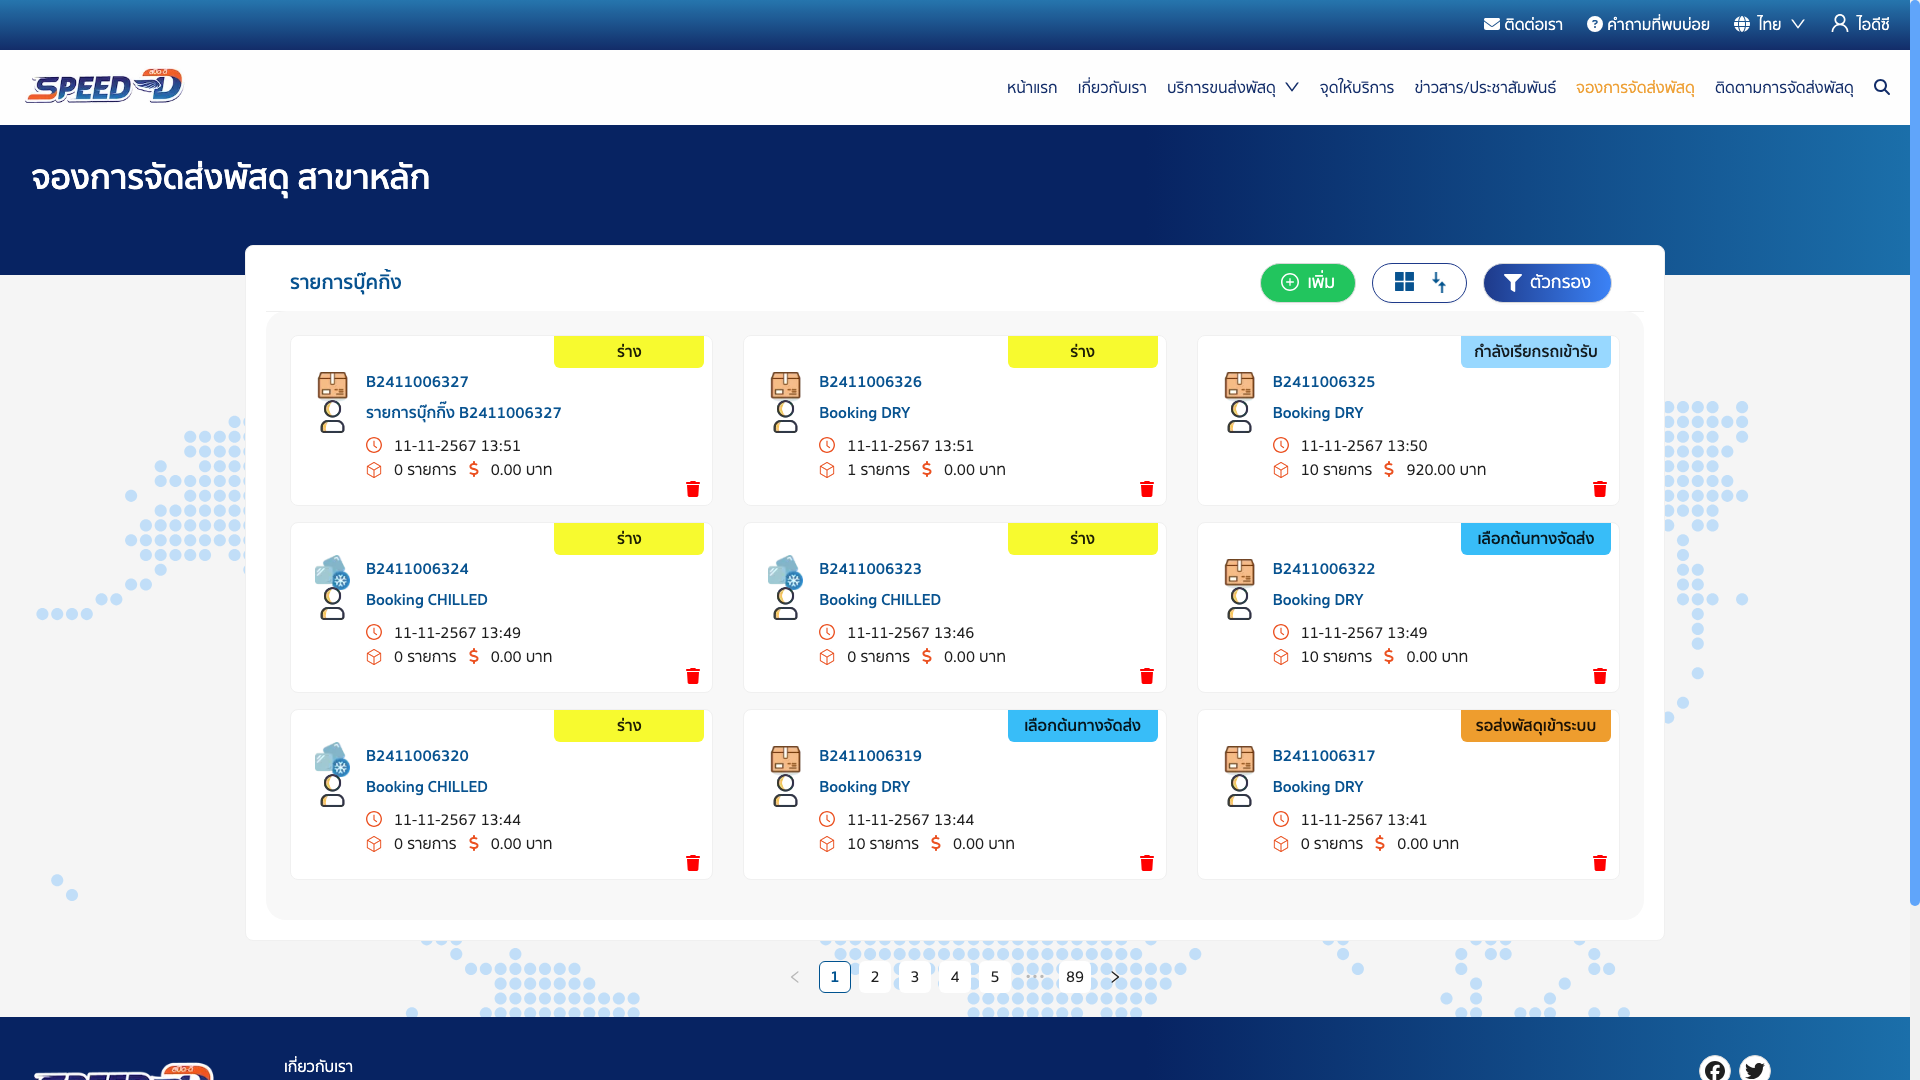 ติดต่อเรา คำถามที่พบบ่อย ไทย ไอดีซี
SPEED-D สปีด-ดี
หน้าแรก เกี่ยวกับเรา บริการขนส่งพัสดุ จุดให้บริการ ข่าวสาร/ประชาสัมพันธ์ จองการจัดส่งพัสดุ ติดตามการจัดส่งพัสดุ
จองการจัดส่งพัสดุ สาขาหลัก
รายการบุ๊คกิ้ง เพิ่ม ตัวกรอง
ร่าง
B2411006327
รายการบุ๊กกิ๊ง B2411006327
11-11-2567 13:51
0 รายการ $ 0.00 บาท
ร่าง
B2411006326
Booking DRY
11-11-2567 13:51
1 รายการ $ 0.00 บาท
กำลังเรียกรถเข้ารับ
B2411006325
Booking DRY
11-11-2567 13:50
10 รายการ $ 920.00 บาท
ร่าง
B2411006324
Booking CHILLED
11-11-2567 13:49
0 รายการ $ 0.00 บาท
ร่าง
B2411006323
Booking CHILLED
11-11-2567 13:46
0 รายการ $ 0.00 บาท
เลือกต้นทางจัดส่ง
B2411006322
Booking DRY
11-11-2567 13:49
10 รายการ $ 0.00 บาท
ร่าง
B2411006320
Booking CHILLED
11-11-2567 13:44
0 รายการ $ 0.00 บาท
เลือกต้นทางจัดส่ง
B2411006319
Booking DRY
11-11-2567 13:44
10 รายการ $ 0.00 บาท
รอส่งพัสดุเข้าระบบ
B2411006317
Booking DRY
11-11-2567 13:41
0 รายการ $ 0.00 บาท
1 2 3 4 5 ••• 89
เกี่ยวกับเรา